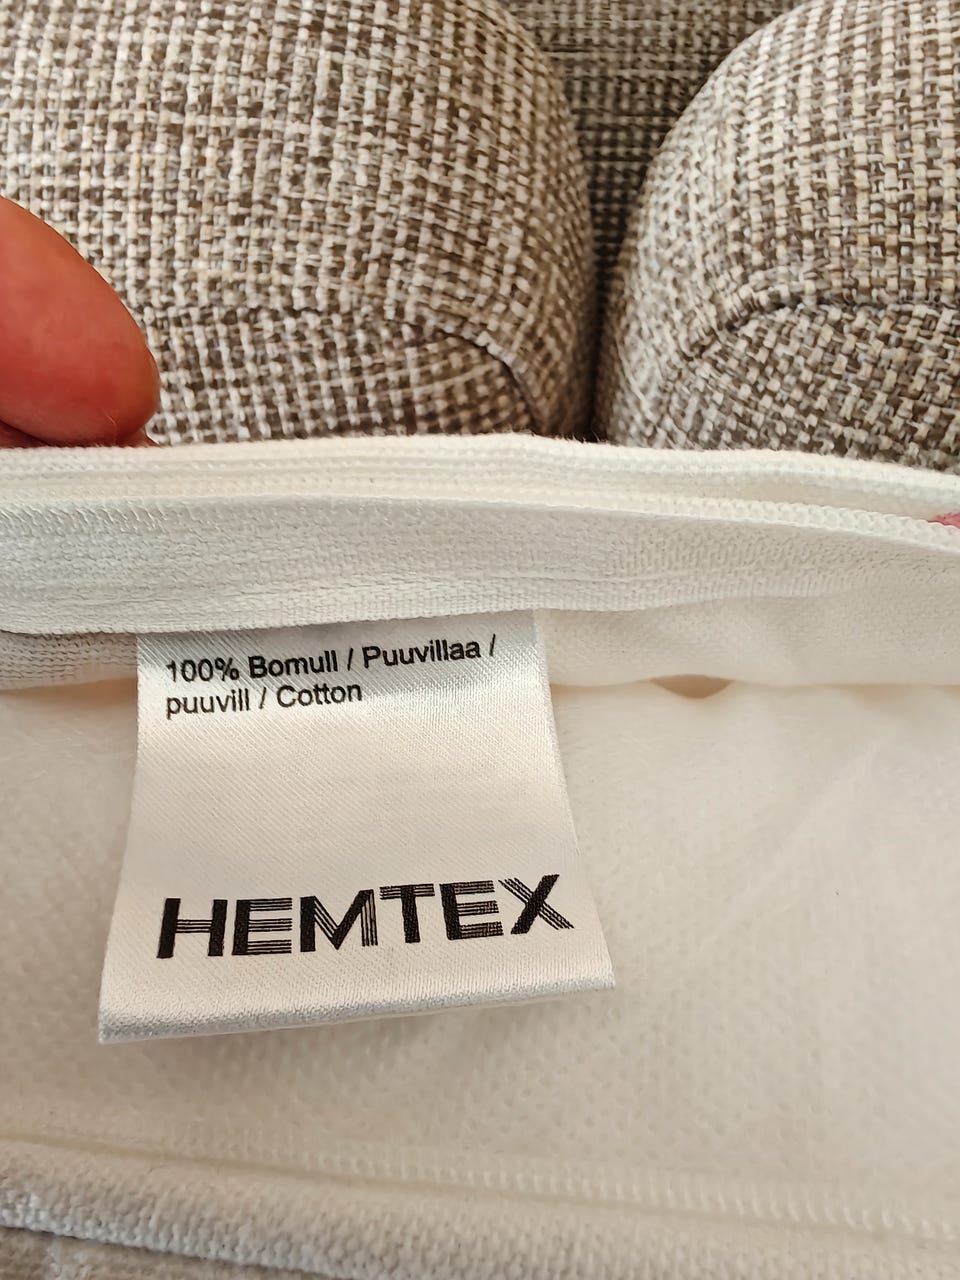 100% Bomull / Puuvillaa /
puuvill / Cotton
HEMTEX